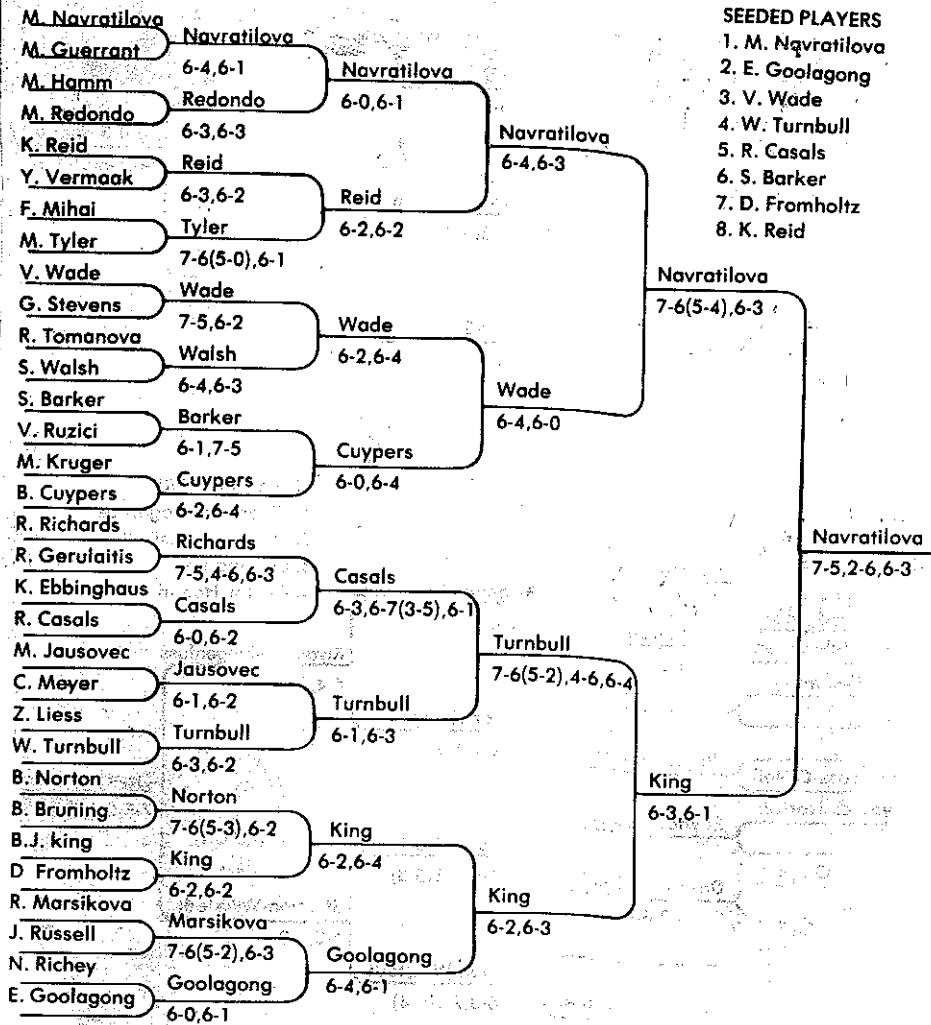 M. Navratilova
M. Guerrant
M. Hamm
M. Redondo
K. Reid
Y. Vermaak
F. Mihai
M. Tyler
V. Wade
G. Stevens
R. Tomanova
S. Walsh
S. Barker
V. Ruzici
M. Kruger
B. Cuypers
R. Richards
R. Gerulaitis
K. Ebbinghaus
R. Casals
M. Jausovec
C. Meyer
Z. Liess
W. Turnbull
B. Norton
B. Bruning
B.J. king
D Fromholtz
R. Marsikova
J. Russell
N. Richey
E. Goolagong
Navratilova
6-4,6-1
Redondo
6-3,6-3
Reid
6-3,6-2
Tyler
7-6(5-0),6-1
Wade
7-5,6-2
Walsh
6-4,6-3
Barker
6-1,7-5
Cuypers
6-2,6-4
Richards
7-5,4-6,6-3
Casals
6-0,6-2
Jausovec
6-1,6-2
Turnbull
6-3,6-2
Norton
7-6(5-3),6-2
King
6-2,6-2
Marsikova
7-6(5-2),6-3
Goolagong
6-0,6-1
Navratilova
6-0,6-1
Reid
6-2,6-2
Wade
6-2,6-4
Cuypers
6-0,6-4
Casals
6-3,6-7(3-5),6-1
Turnbull
6-1,6-3
King
6-2,6-4
Goolagong
6-4,6-1
Navratilova
6-4,6-3
Wade
6-4,6-0
Turnbull
7-6(5-2),4-6,6-4
King
6-2,6-3
Navratilova
7-6(5-4),6-3
King
6-3,6-1
Navratilova
7-5,2-6,6-3
SEEDED PLAYERS
1. M. Navratilova
2. E. Goolagong
3. V. Wade
4. W. Turnbull
5. R. Casals
6. S. Barker
7. D. Fromholtz
8. K. Reid